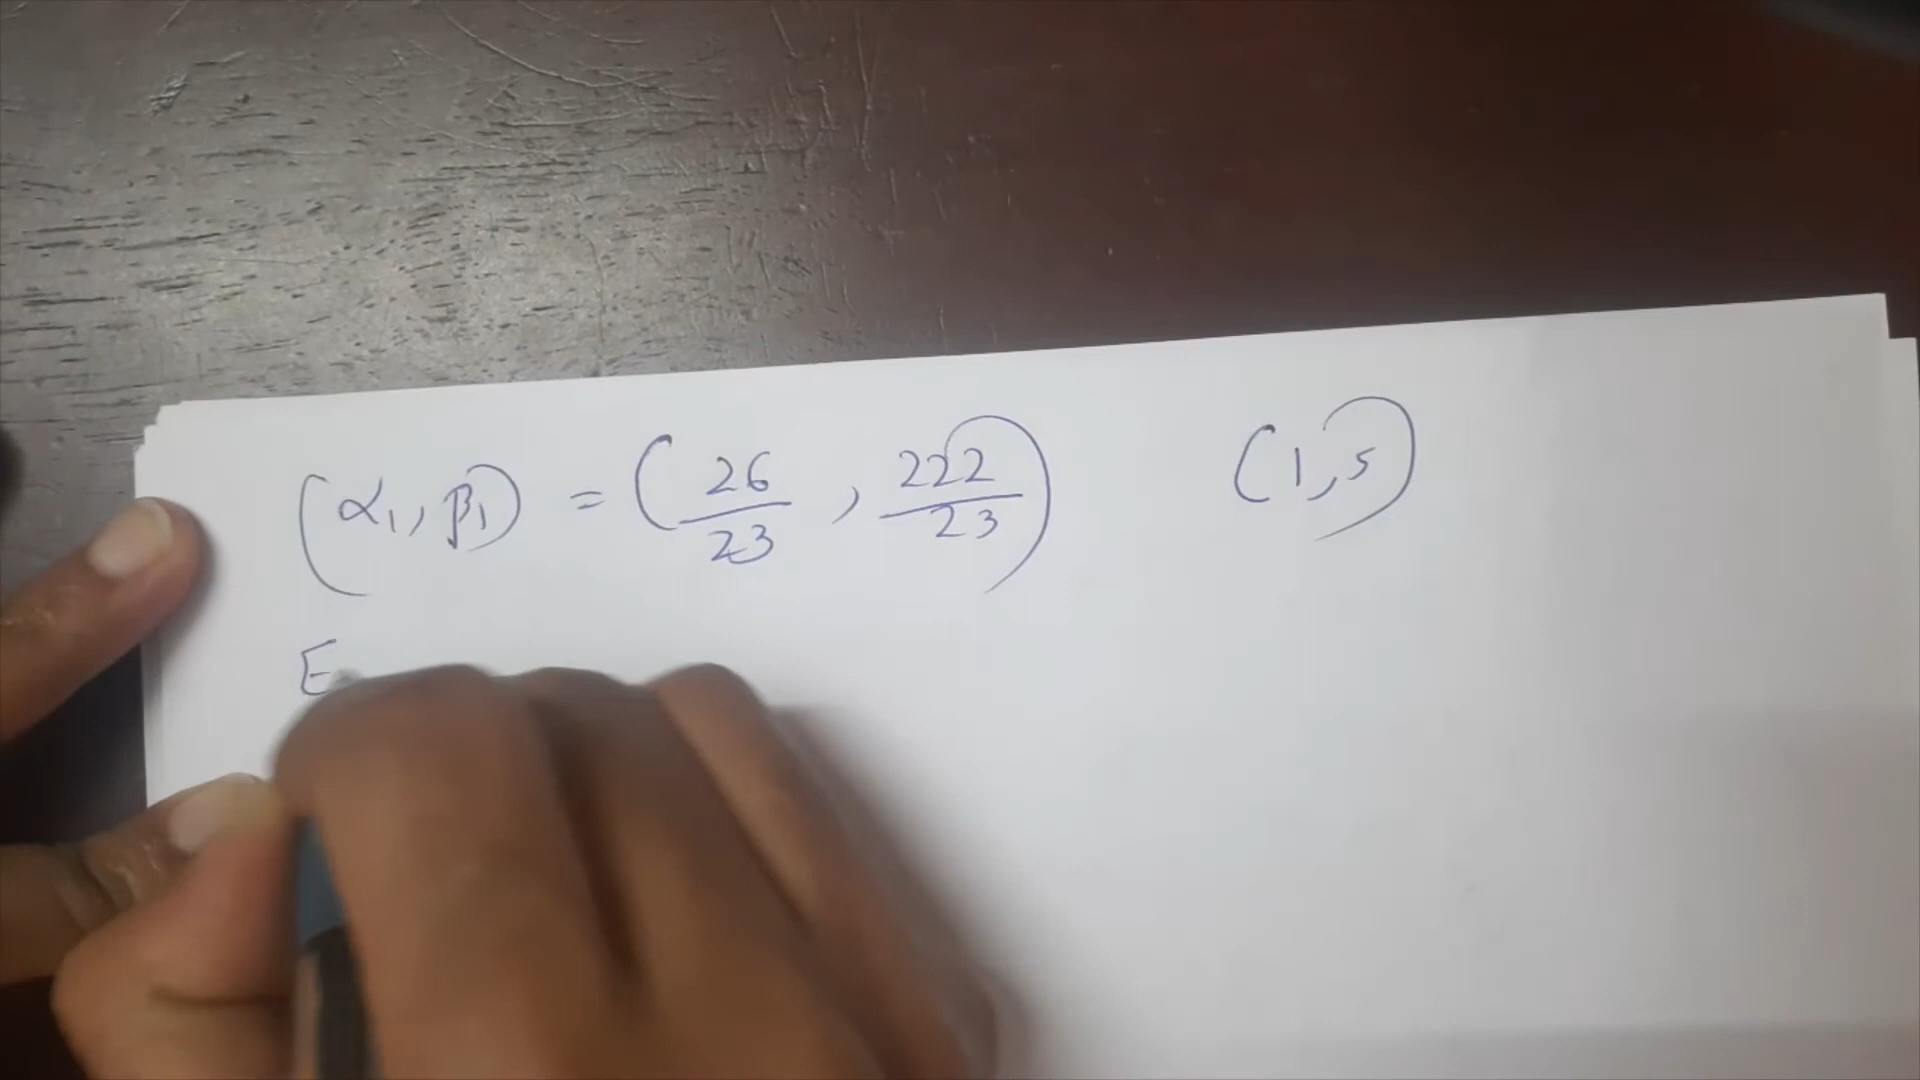 (α₁, β₁) = (26/23, 222/23) (1, 5)
E